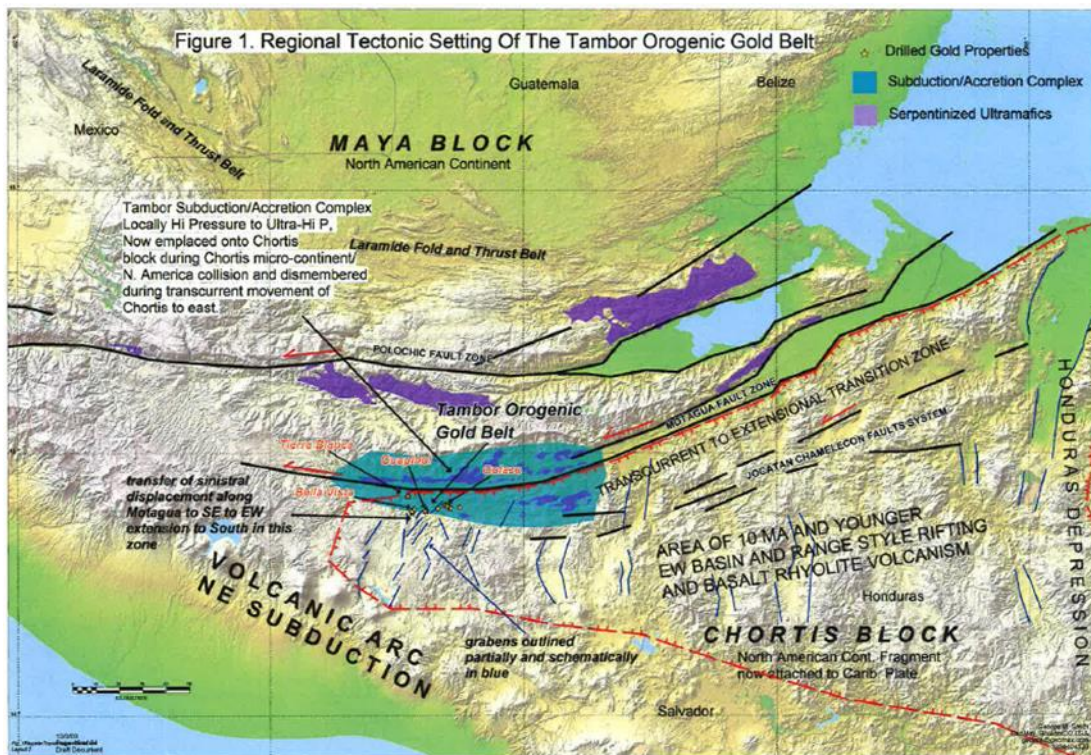 Figure 1. Regional Tectonic Setting Of The Tambor Orogenic Gold Belt
Drilled Gold Properties
Subduction/Accretion Complex
Serpentinized Ultramafics
Guatemala
Belize
Mexico
Laramide Fold and Thrust Belt
MAYA BLOCK
North American Continent
Tambor Subduction/Accretion Complex
Locally Hi Pressure to Ultra-Hi P,
Now emplaced onto Chortis
block during Chortis micro-continent/
N. America collision and dismembered
during transcurrent movement of
Chortis to east.
Laramide Fold and Thrust Belt
POLOCHIC FAULT ZONE
MOTAGUA FAULT ZONE
TRANSCURRENT TO EXTENSIONAL TRANSITION ZONE
JOCATAN CHAMELECON FAULTS SYSTEM
HONDURAS DEPRESSION
Tambor Orogenic
Gold Belt
Tierra Blanca
Guapinol
Bella Vista
transfer of sinistral
displacement along
Motagua to SE to EW
extension to South in this
zone
AREA OF 10 MA AND YOUNGER
EW BASIN AND RANGE STYLE RIFTING
AND BASALT RHYOLITE VOLCANISM
Honduras
VOLCANIC ARC
NE SUBDUCTION
grabens outlined
partially and schematically
in blue
CHORTIS BLOCK
North American Cont. Fragment
now attached to Carib. Plate
Salvador
Draft Document